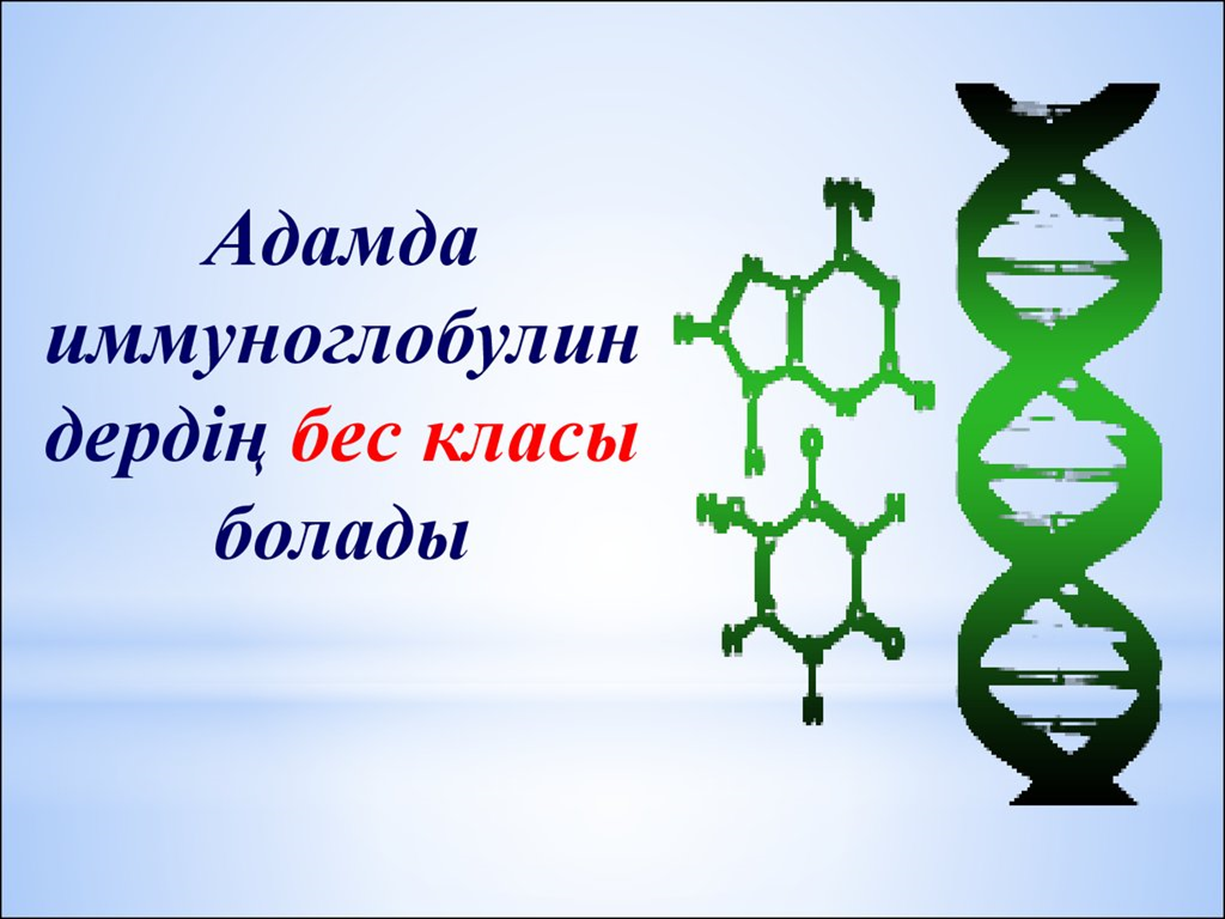 Адамда
иммуноглобулин
дердің бес класы
болады